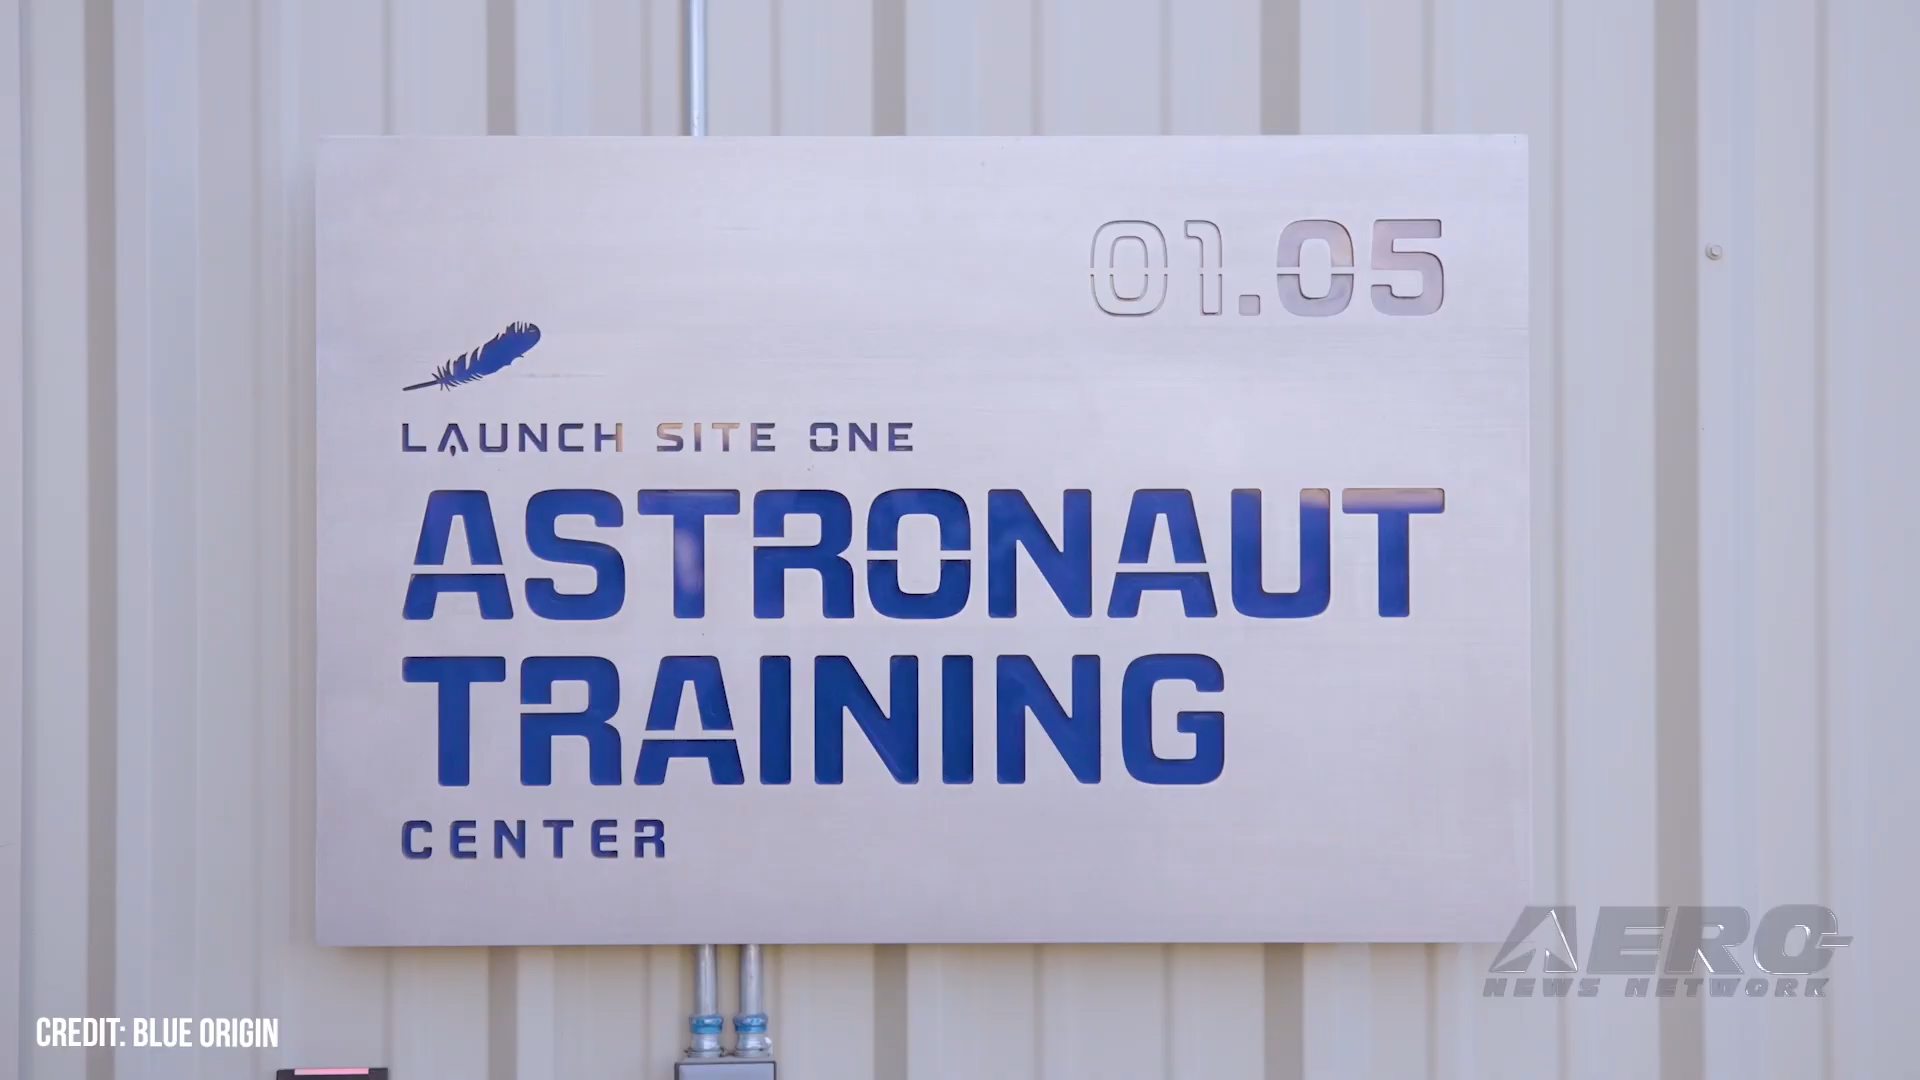 01.05
LAUNCH SITE ONE
ASTRONAUT
TRAINING
CENTER
AERO
NEWS NETWORK
CREDIT: BLUE ORIGIN